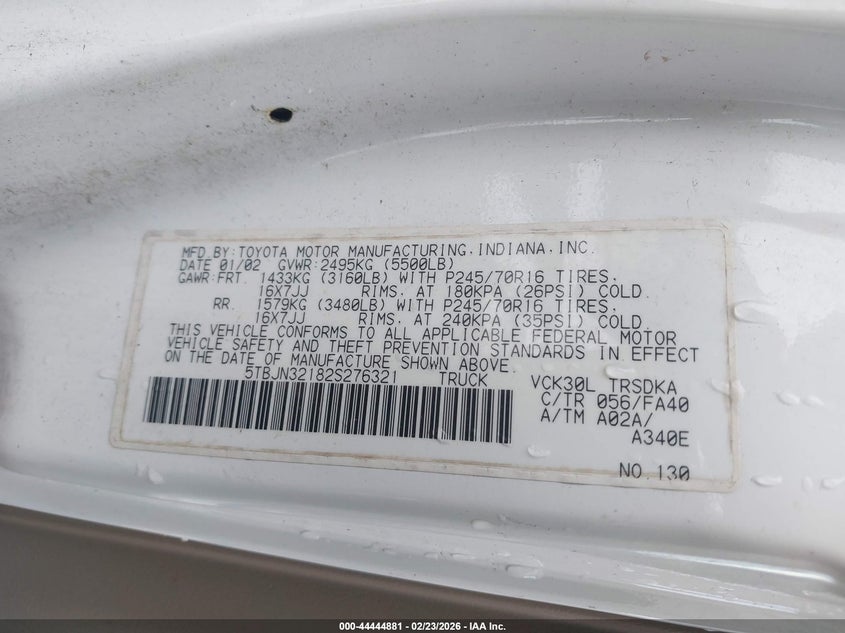 MFD BY: TOYOTA MOTOR MANUFACTURING, INDIANA, INC.
DATE 01/02 GVWR: 2495KG (5500LB)
GAWR: FRT. 1433KG (3160LB) WITH P245/70R16 TIRES.
16X7JJ RIMS. AT 180KPA (26PSI) COLD.
RR. 1579KG (3480LB) WITH P245/70R16 TIRES.
16X7JJ RIMS. AT 240KPA (35PSI) COLD.
THIS VEHICLE CONFORMS TO ALL APPLICABLE FEDERAL MOTOR
VEHICLE SAFETY AND THEFT PREVENTION STANDARDS IN EFFECT
ON THE DATE OF MANUFACTURE SHOWN ABOVE.
5TBJN32182S276321 TRUCK VCK30L TRSDKA
C/TR 056/FA40
A/TM A02A/
A340E
NO. 130
000-44444881 - 02/23/2026 - IAA Inc.